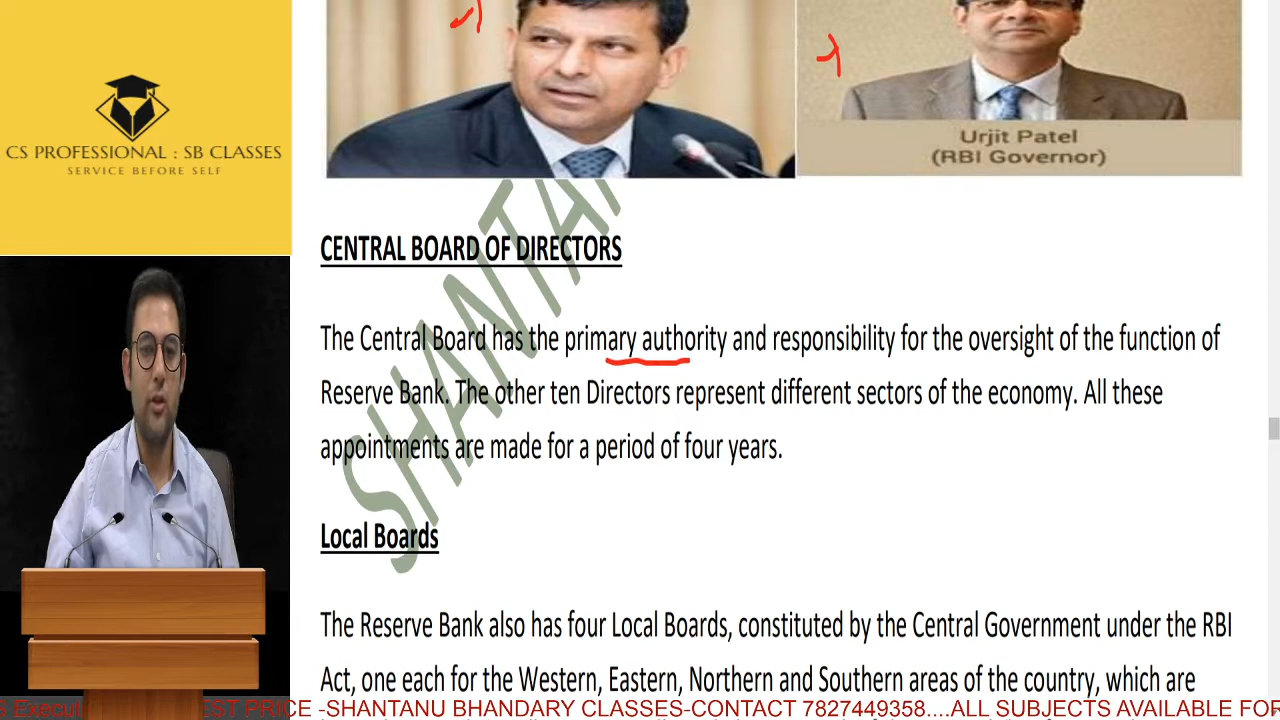 CS PROFESSIONAL : SB CLASSES
SERVICE BEFORE SELF
Urjit Patel
(RBI Governor)
CENTRAL BOARD OF DIRECTORS
The Central Board has the primary authority and responsibility for the oversight of the function of
Reserve Bank. The other ten Directors represent different sectors of the economy. All these
appointments are made for a period of four years.
Local Boards
The Reserve Bank also has four Local Boards, constituted by the Central Government under the RBI
Act, one each for the Western, Eastern, Northern and Southern areas of the country, which are
SHANTA
S Execut EST PRICE -SHANTANU BHANDARY CLASSES-CONTACT 7827449358....ALL SUBJECTS AVAILABLE FOR